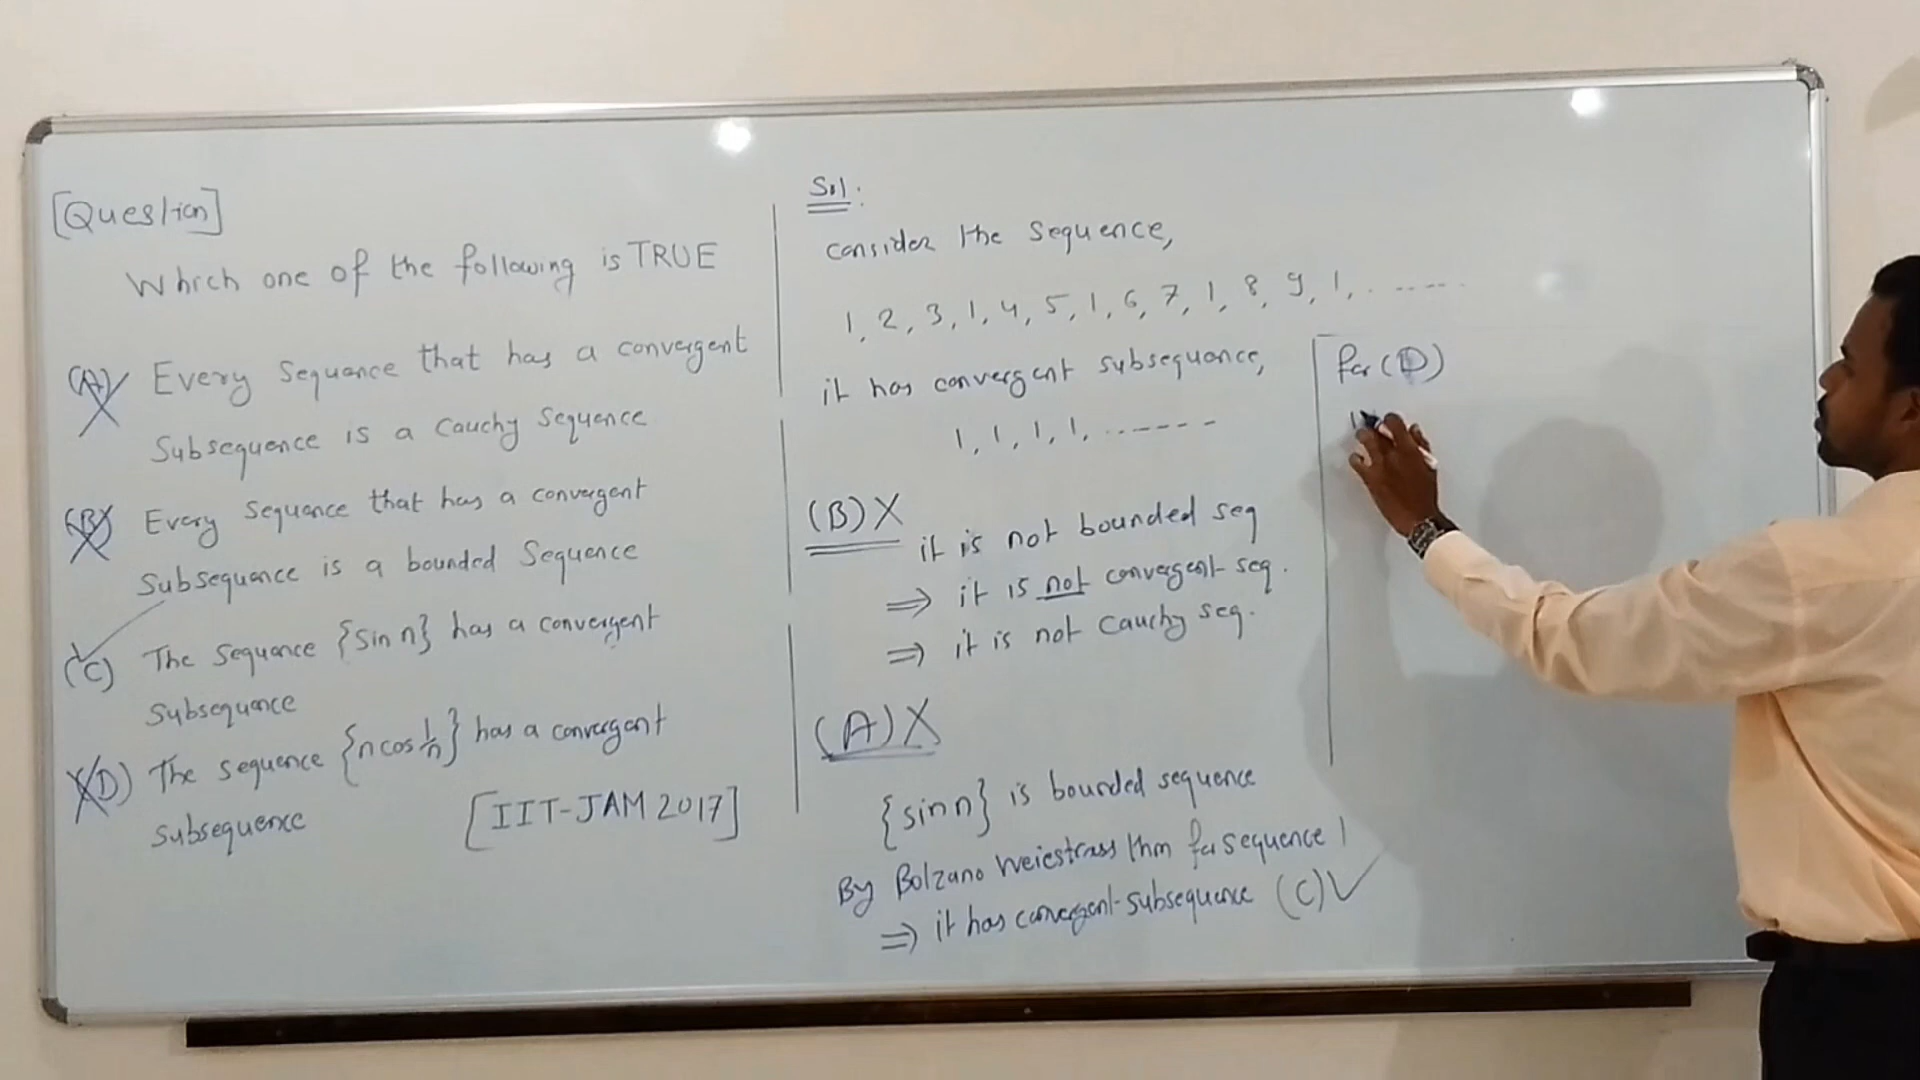 [Question]
Which one of the following is TRUE
(A) Every Sequence that has a convergent
Subsequence is a Cauchy Sequence
(B) Every Sequence that has a convergent
Subsequence is a bounded Sequence
(C) The Sequence {Sin n} has a convergent
Subsequence
(D) The sequence {n cos 1/n} has a convergent
subsequence
[IIT-JAM 2017]
Sol:
Consider the sequence,
1, 2, 3, 1, 4, 5, 1, 6, 7, 1, 8, 9, 1, .......
it has convergent subsequence,
1, 1, 1, 1, .......
(B) X
it is not bounded seq
⇒ it is not convergent seq.
⇒ it is not Cauchy seq.
(A) X
{sin n} is bounded sequence
By Bolzano Weiestrass thm for sequence
⇒ it has convergent subsequence (C) ✓
For (D)